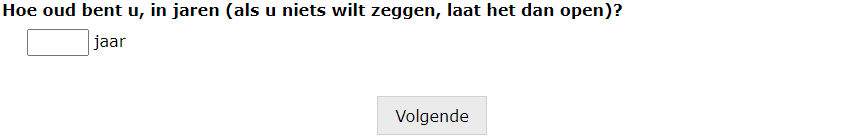 Hoe oud bent u, in jaren (als u niets wilt zeggen, laat het dan open)?
jaar
Volgende